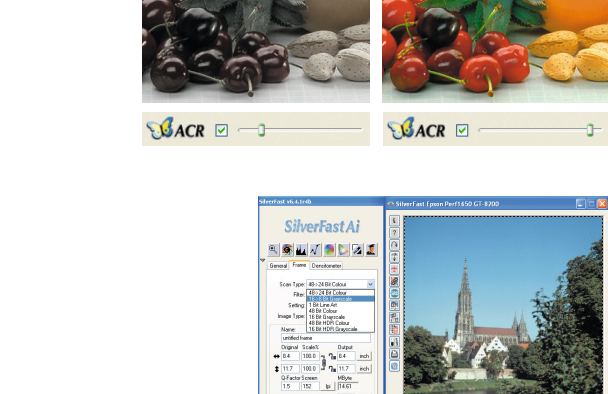 ACR
ACR
SilverFast v6.4.1r4b
SilverFast Epson Perf1650 GT-8700
SilverFast Ai
General Frame Densitometer
Scan Type: 48->24 Bit Colour
Filter: 48->24 Bit Colour
16->8 Bit Grayscale
Setting: 1 Bit Line Art
48 Bit Colour
Image Type: 16 Bit Grayscale
48 Bit HDR Colour
Name: 16 Bit HDR Grayscale
untitled frame
Original Scale% Output
8.4 100.0 8.4 inch
11.7 100.0 11.7 inch
Q-Factor Screen MByte
1.5 152 lpi 14.61